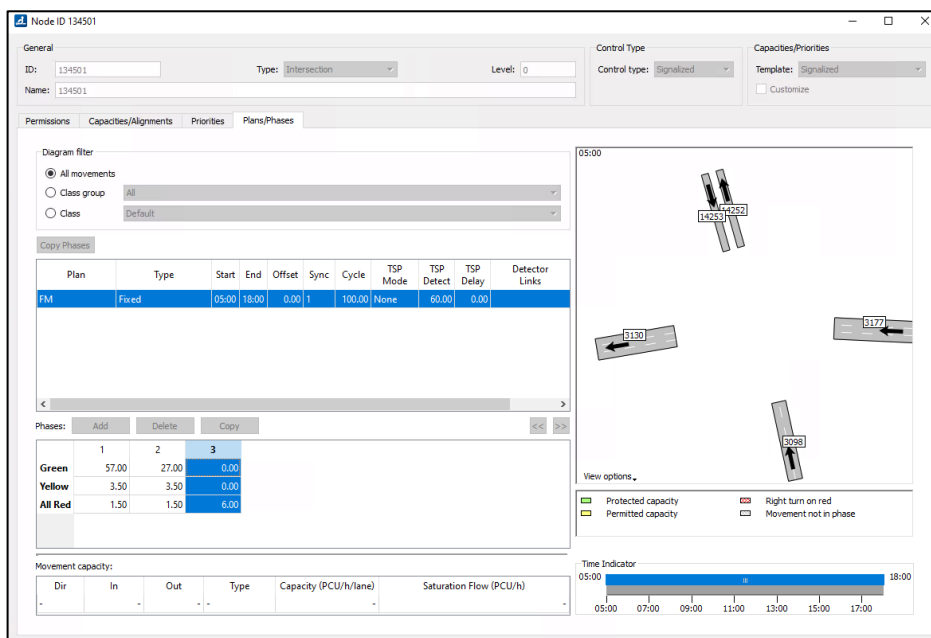 Node ID 134501
General
ID: 134501 Type: Intersection Level: 0
Name: 134501
Control Type
Control type: Signalized
Capacities/Priorities
Template: Signalized
Customize
Permissions Capacities/Alignments Priorities Plans/Phases
Diagram filter
All movements
Class group All
Class Default
Copy Phases
Plan Type Start End Offset Sync Cycle TSP Mode TSP Detect TSP Delay Detector Links
FM Fixed 05:00 18:00 0.00 1 100.00 None 60.00 0.00
Phases: Add Delete Copy << >>
1 2 3
Green 57.00 27.00 0.00
Yellow 3.50 3.50 0.00
All Red 1.50 1.50 6.00
Movement capacity:
Dir In Out Type Capacity (PCU/h/lane) Saturation Flow (PCU/h)
- - - - - -
05:00
14252
14253
3177
3130
3098
View options
Protected capacity Right turn on red
Permitted capacity Movement not in phase
Time Indicator
05:00 18:00
05:00 07:00 09:00 11:00 13:00 15:00 17:00